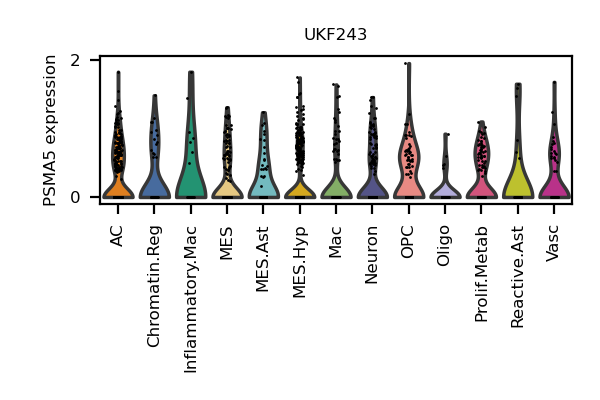 UKF243
PSMA5 expression
2
0
AC
Chromatin.Reg
Inflammatory.Mac
MES
MES.Ast
MES.Hyp
Mac
Neuron
OPC
Oligo
Prolif.Metab
Reactive.Ast
Vasc